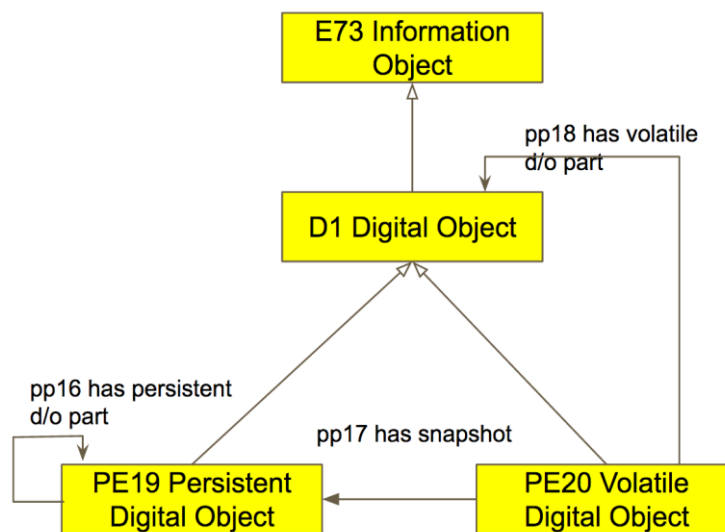 E73 Information
Object
pp18 has volatile
d/o part
D1 Digital Object
pp16 has persistent
d/o part
pp17 has snapshot
PE19 Persistent
Digital Object
PE20 Volatile
Digital Object